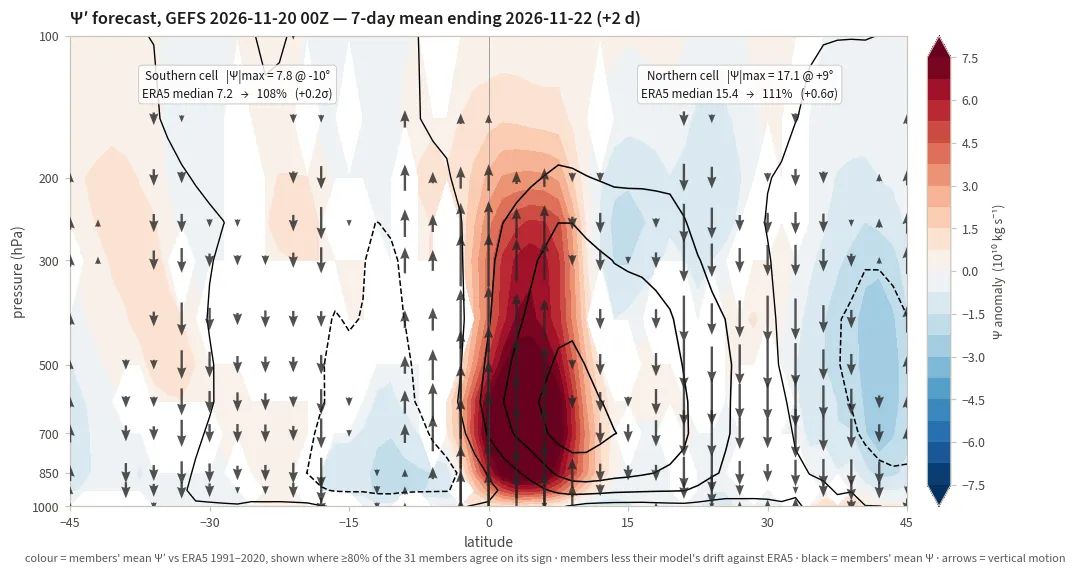 Ψ′ forecast, GEFS 2026-11-20 00Z — 7-day mean ending 2026-11-22 (+2 d)
Southern cell |Ψ|max = 7.8 @ -10°
ERA5 median 7.2 → 108% (+0.2σ)
Northern cell |Ψ|max = 17.1 @ +9°
ERA5 median 15.4 → 111% (+0.6σ)
pressure (hPa)
100
200
300
400
500
700
850
1000
−45
−30
−15
0
15
30
45
latitude
7.5
6.0
4.5
3.0
1.5
0.0
−1.5
−3.0
−4.5
−6.0
−7.5
Ψ anomaly (10¹⁰ kg s⁻¹)
colour = members' mean Ψ′ vs ERA5 1991–2020, shown where ≥80% of the 31 members agree on its sign · members less their model's drift against ERA5 · black = members' mean Ψ · arrows = vertical motion